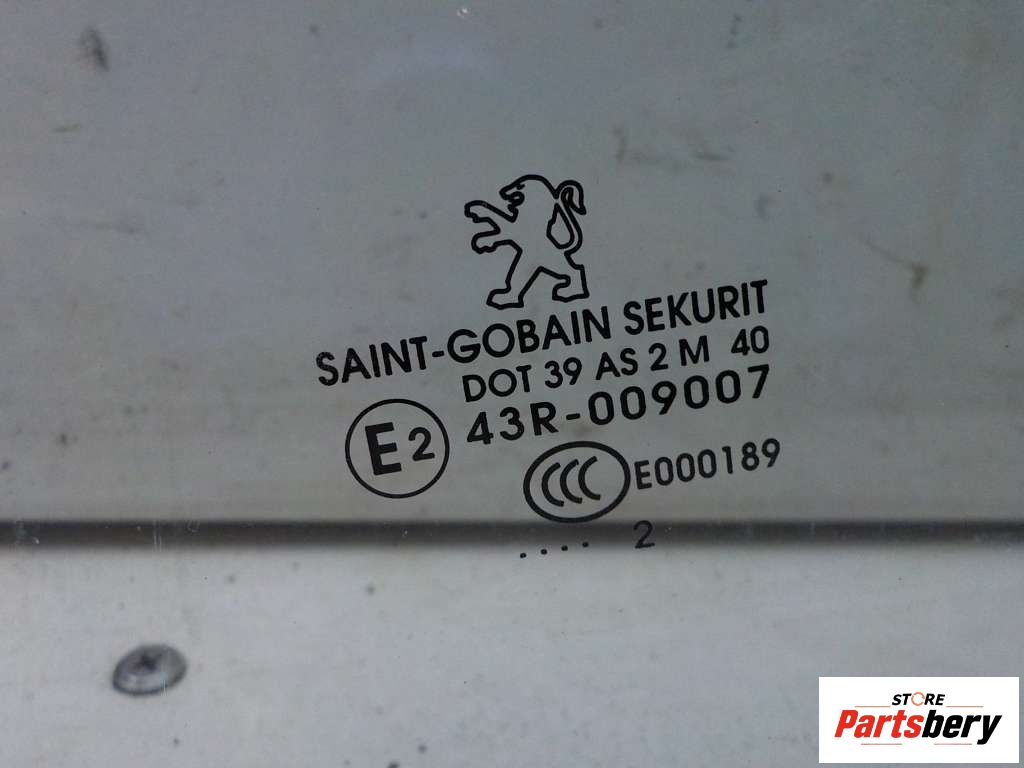 SAINT-GOBAIN SEKURIT
DOT 39 AS 2 M 40
E2 43R-009007
CCC E000189
.... 2
STORE
Partsbery